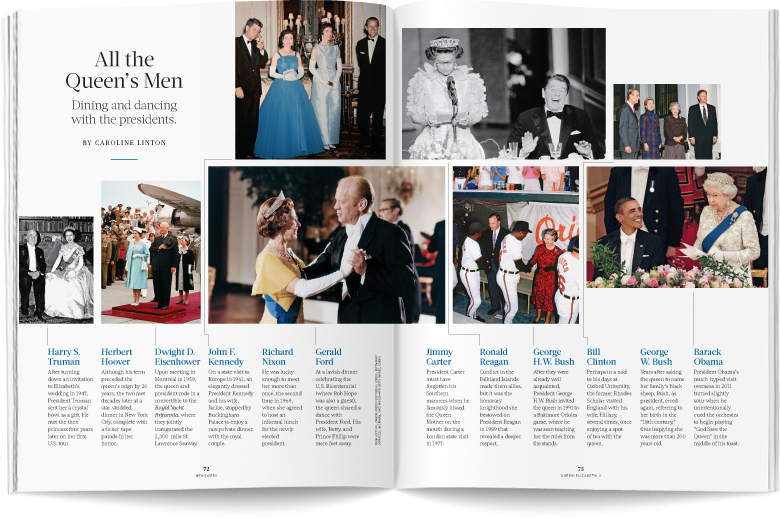 All the
Queen's Men
Dining and dancing
with the presidents.
BY CAROLINE LINTON
Harry S.
Truman
After turning
down an invitation
to Elizabeth's
wedding in 1947,
President Truman
sent her a crystal
bowl as a gift. He
met the then
princess four years
later on her first
U.S. tour.
Herbert
Hoover
Although his term
preceded the
queen's reign by 20
years, the two met
decades later at a
star studded
dinner in New York
City, complete with
a ticker tape
parade in her
honor.
Dwight D.
Eisenhower
Upon meeting in
Montreal in 1959,
the queen and
president rode in a
convertible to the
Royal Yacht
Britannia, where
they jointly
inaugurated the
2,300 mile St.
Lawrence Seaway.
John F.
Kennedy
On a state visit to
Europe in 1961, an
elegantly dressed
President Kennedy
and his wife,
Jackie, stopped by
Buckingham
Palace to enjoy a
rare private dinner
with the royal
couple.
Richard
Nixon
He was lucky
enough to meet
her more than
once, the second
time in 1969,
when she agreed
to host an
informal lunch
for the newly
elected
president.
Gerald
Ford
At a lavish dinner
celebrating the
U.S. Bicentennial
(where Bob Hope
was also a guest),
the queen shared a
dance with
President Ford. His
wife, Betty, and
Prince Philip were
mere feet away.
72
NEWSWEEK
Ori
Jimmy
Carter
President Carter
must have
forgotten his
Southern
manners when he
famously kissed
the Queen
Mother on the
mouth during a
London state visit
in 1977.
Ronald
Reagan
Conflict in the
Falkland Islands
made them allies,
but it was the
honorary
knighthood she
bestowed on
President Reagan
in 1989 that
revealed a deeper
respect.
George
H.W. Bush
After they were
already well
acquainted,
President George
H.W. Bush invited
the queen in 1991 to
a Baltimore Orioles
game, where he
was seen teaching
her the rules from
the stands.
Bill
Clinton
Perhaps in a nod
to his days at
Oxford University,
the former Rhodes
Scholar visited
England with his
wife, Hillary,
several times, once
enjoying a spot
of tea with the
queen.
George
W. Bush
Years after asking
the queen to name
her family's black
sheep, Bush, as
president, erred
again, referring to
her birth in the
"18th century,"
thus implying she
was more than 200
years old.
Barack
Obama
President Obama's
much hyped visit
overseas in 2011
turned slightly
sour when he
unintentionally
cued the orchestra
to begin playing
"God Save the
Queen" in the
middle of his toast.
73
QUEEN ELIZABETH II